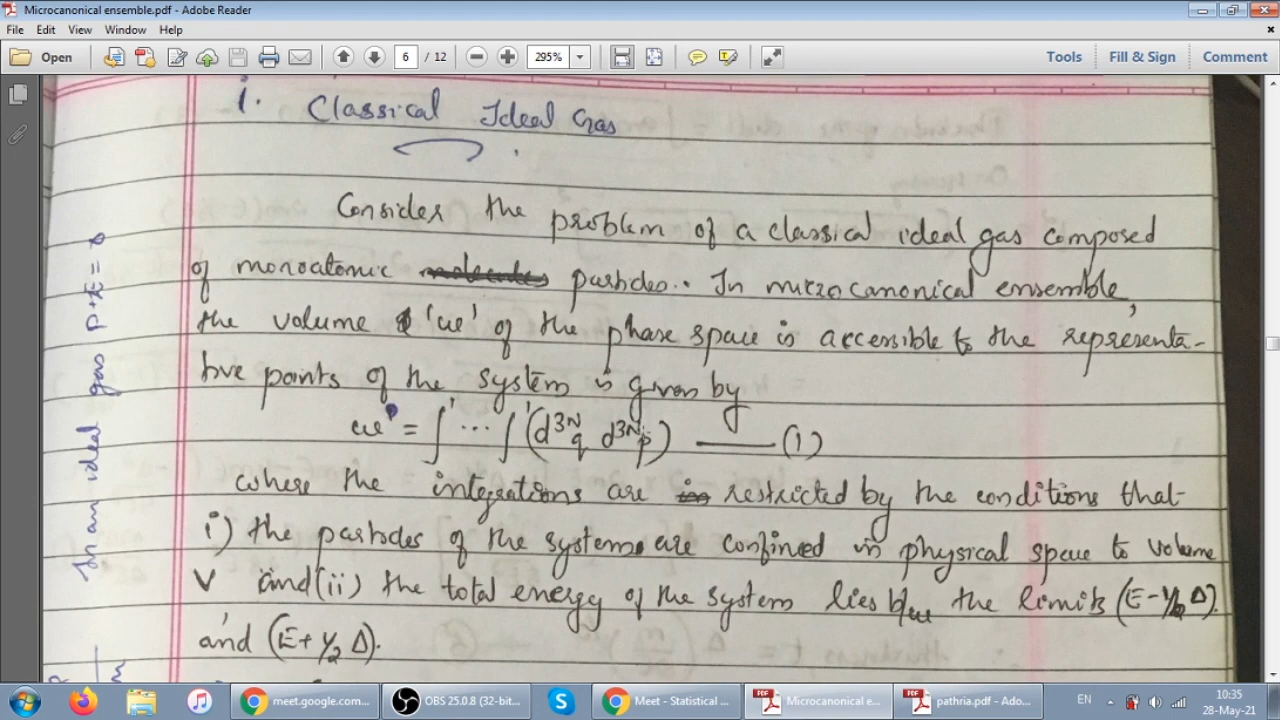 Microcanonical ensemble.pdf - Adobe Reader
File Edit View Window Help
Open 6 / 12 295% Tools Fill & Sign Comment
i. Classical Ideal Gas
Consider the problem of a classical ideal gas composed
of monoatomic molecules particles.. In microcanonical ensemble,
the volume 'ω' of the phase space is accessible to the representa-
tive points of the system is given by
ω' = ∫' ... ∫' (d³ᴺq d³ᴺp) —— (1)
where the integrations are restricted by the conditions that
i) the particles of the system are confined in physical space to volume
V and (ii) the total energy of the system lies b/w the limits (E - 1/2 Δ)
and (E + 1/2 Δ).
In an ideal gas P.E = 0
meet.google.com... OBS 25.0.8 (32-bit... Meet - Statistical ... Microcanonical e... pathria.pdf - Ado... EN 10:35
28-May-21